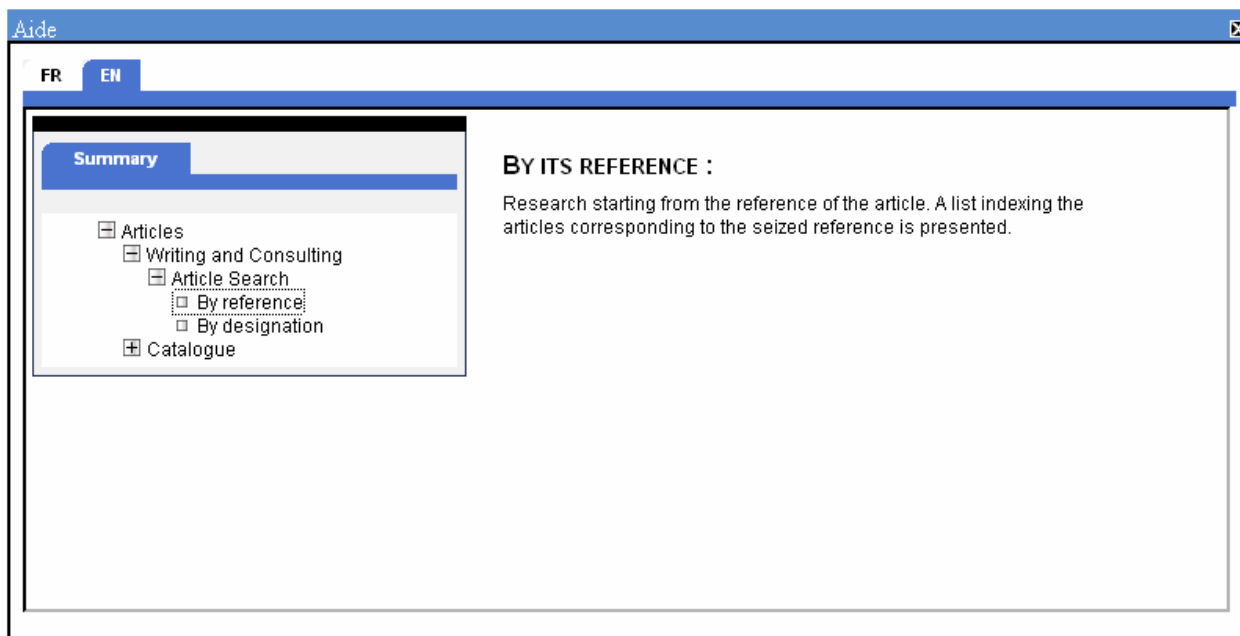 Aide
FR EN
Summary
Articles
Writing and Consulting
Article Search
By reference
By designation
Catalogue
BY ITS REFERENCE :
Research starting from the reference of the article. A list indexing the
articles corresponding to the seized reference is presented.